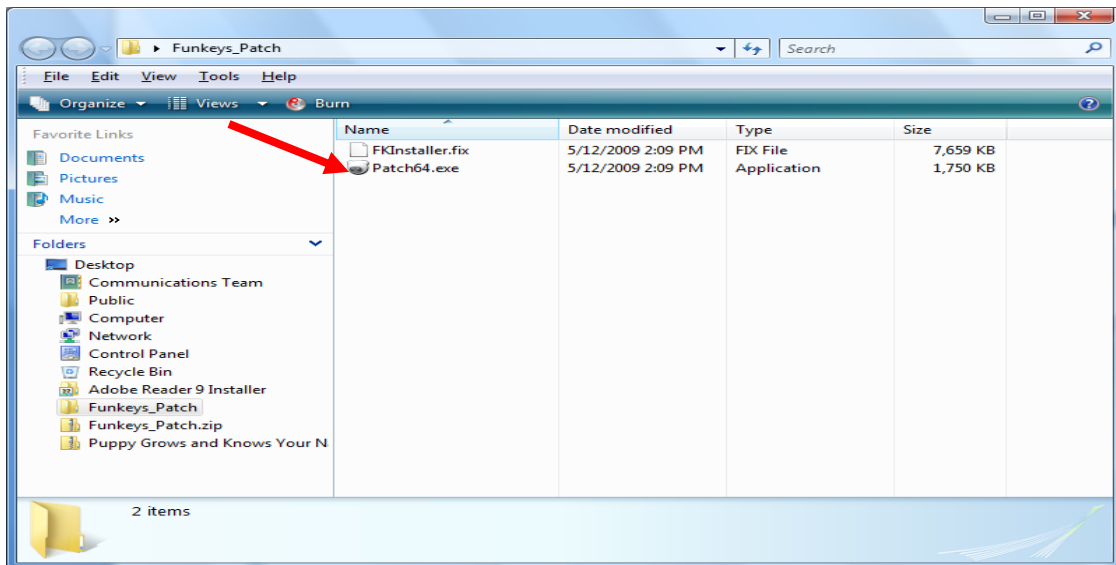 Funkeys_Patch
Search
File Edit View Tools Help
Organize Views Burn
Favorite Links
Documents
Pictures
Music
More »
Folders
Desktop
Communications Team
Public
Computer
Network
Control Panel
Recycle Bin
Adobe Reader 9 Installer
Funkeys_Patch
Funkeys_Patch.zip
Puppy Grows and Knows Your N
Name Date modified Type Size
FKInstaller.fix 5/12/2009 2:09 PM FIX File 7,659 KB
Patch64.exe 5/12/2009 2:09 PM Application 1,750 KB
2 items